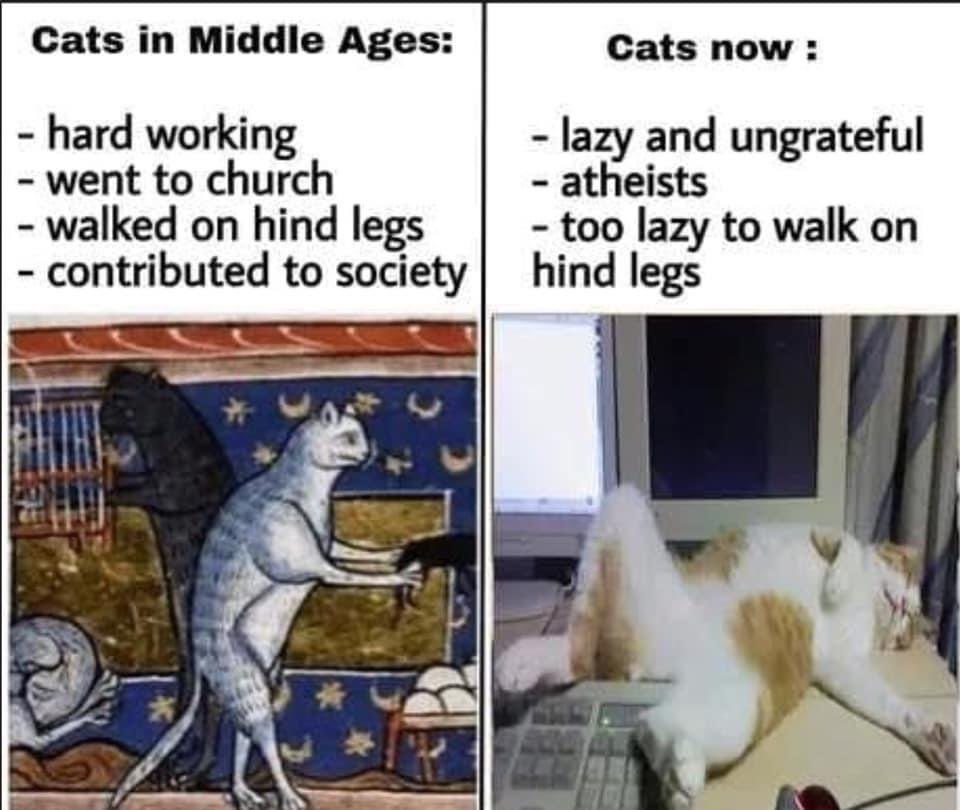 Cats in Middle Ages:
- hard working
- went to church
- walked on hind legs
- contributed to society
Cats now :
- lazy and ungrateful
- atheists
- too lazy to walk on
hind legs